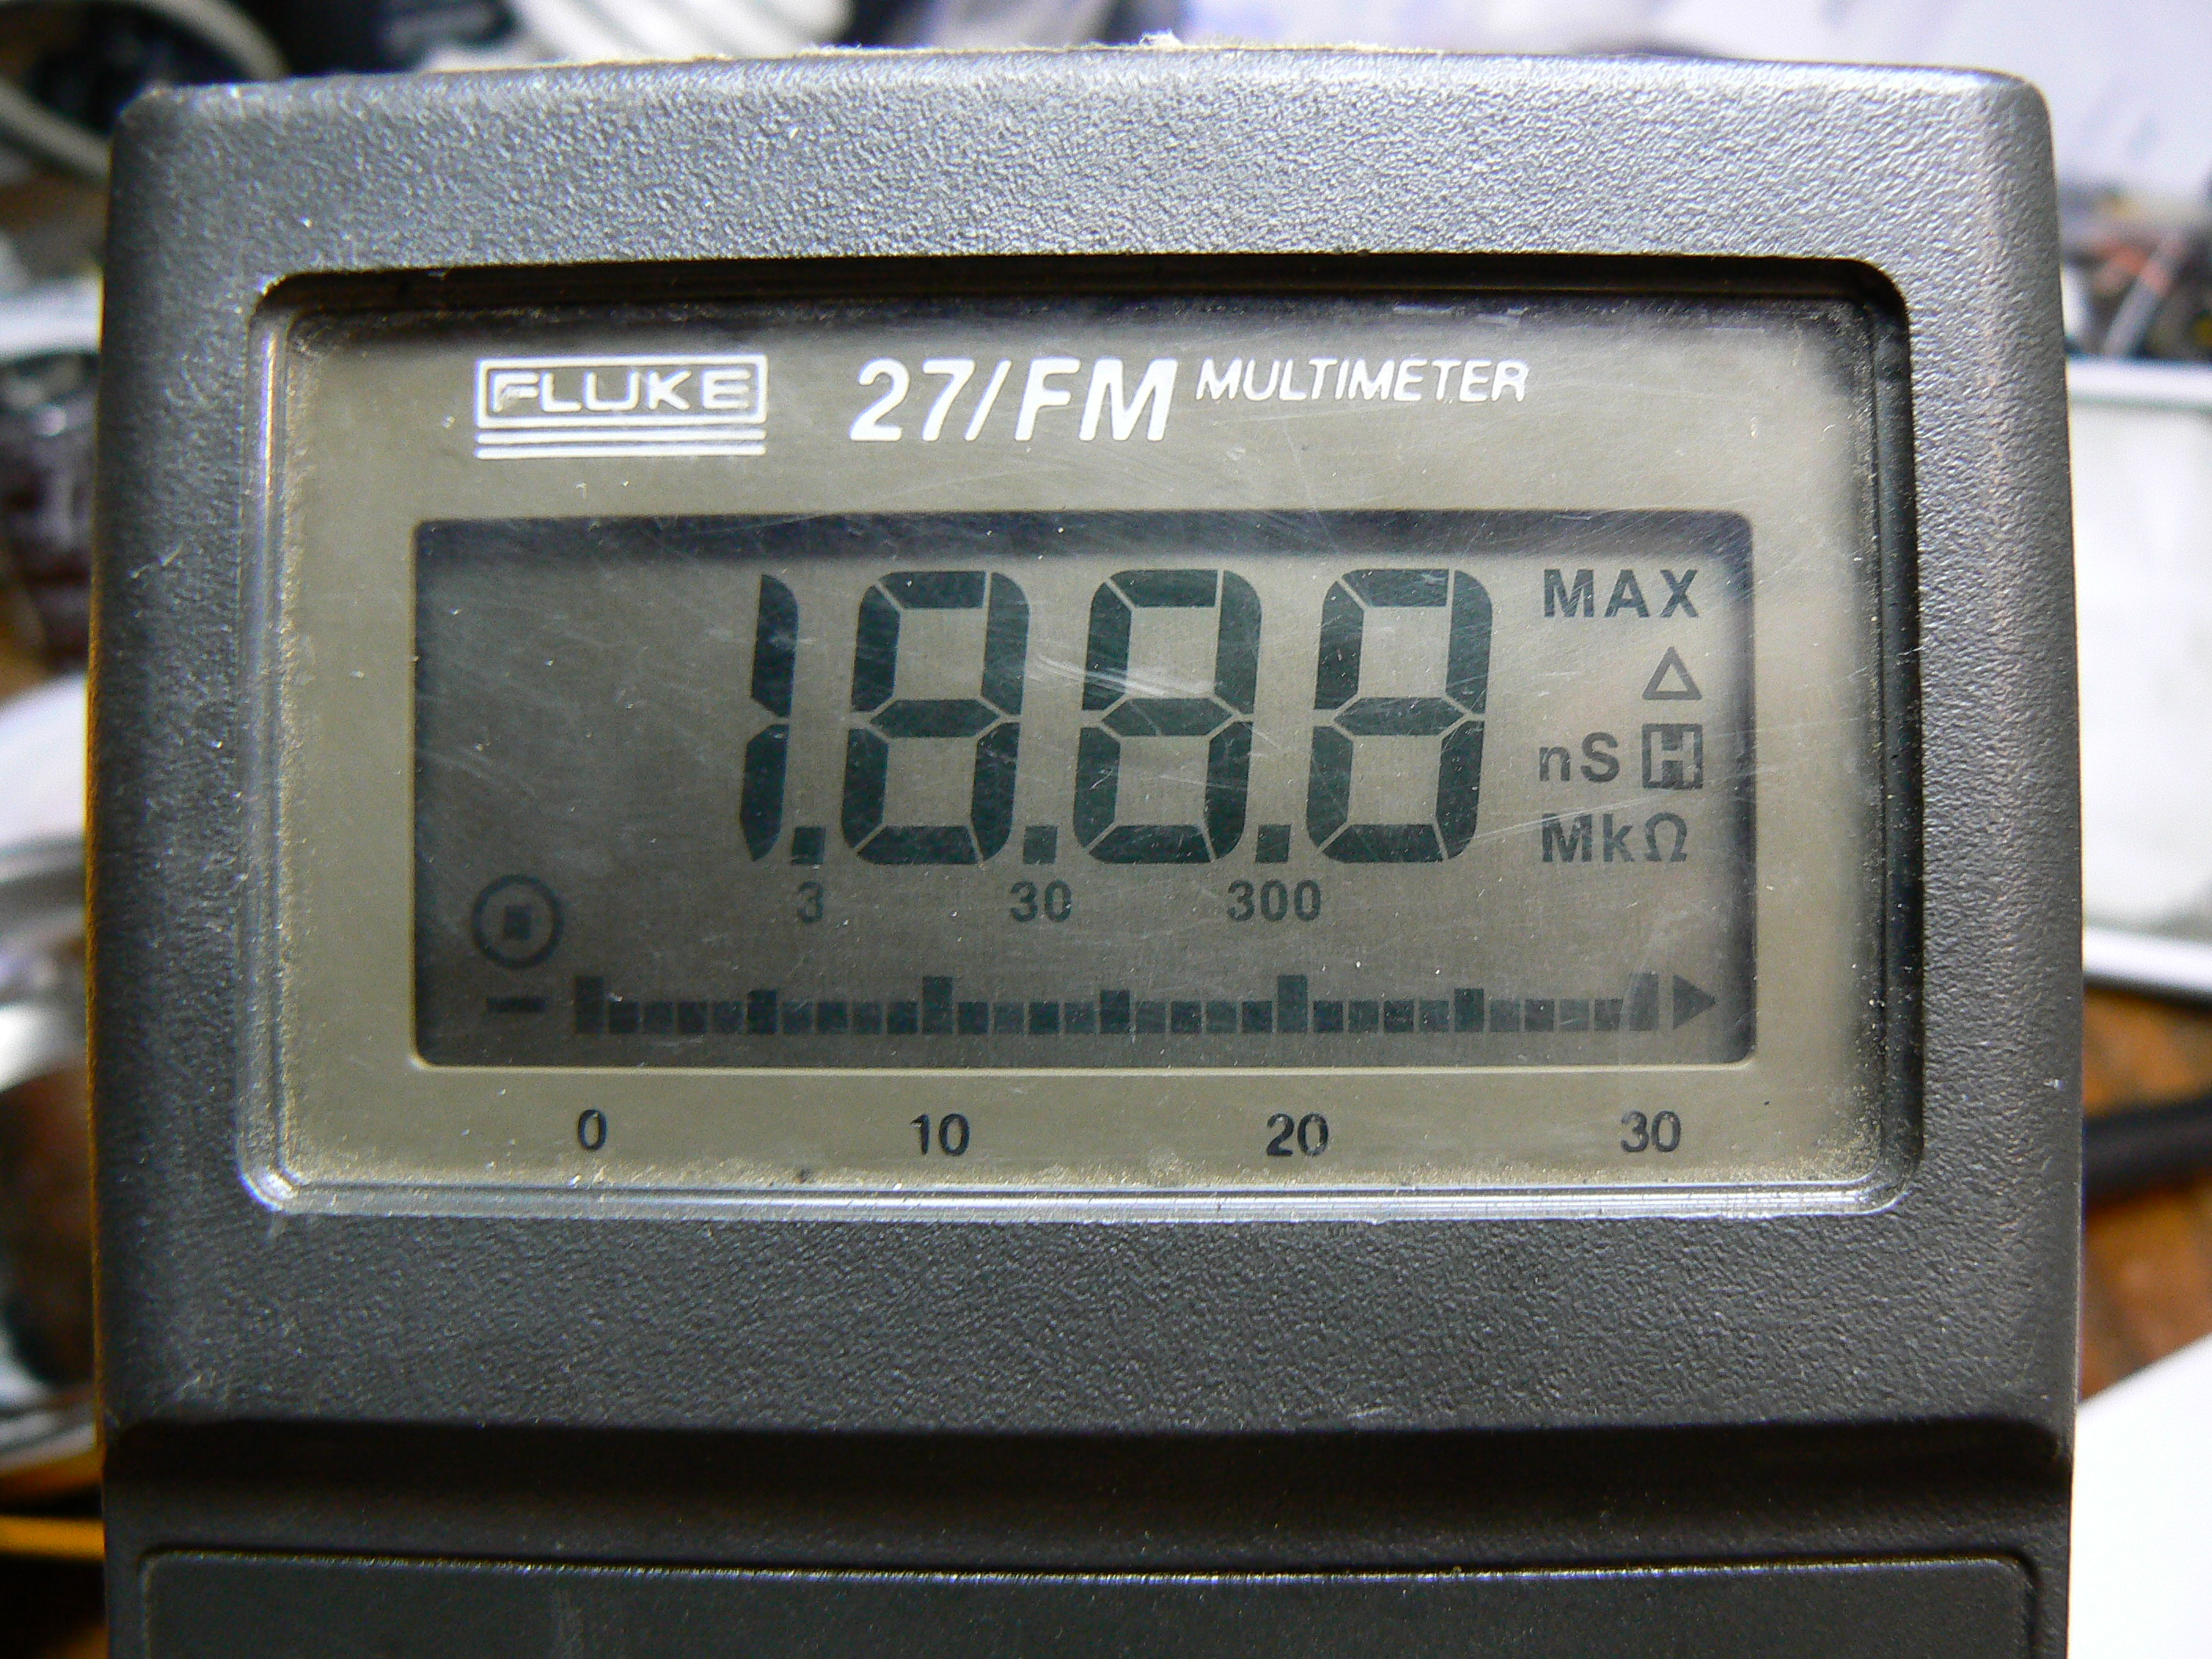 FLUKE 27/FM MULTIMETER
1.8.8.8 MAX
Δ
nS H
MkΩ
3 30 300
0 10 20 30